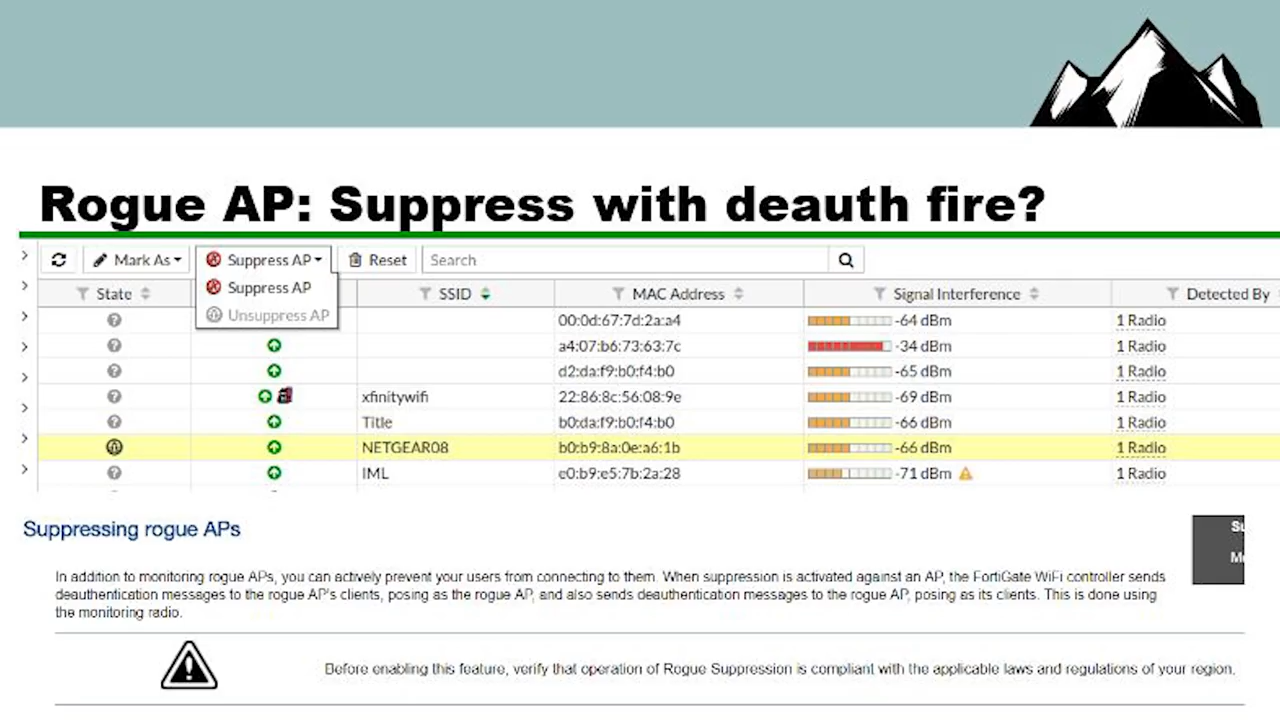 Rogue AP: Suppress with deauth fire?
Mark As Suppress AP Reset Search
Suppress AP
Unsuppress AP
State SSID MAC Address Signal Interference Detected By
00:0d:67:7d:2a:a4 -64 dBm 1 Radio
a4:07:b6:73:63:7c -34 dBm 1 Radio
d2:da:f9:b0:f4:b0 -65 dBm 1 Radio
xfinitywifi 22:86:8c:56:08:9e -69 dBm 1 Radio
Title b0:da:f9:b0:f4:b0 -66 dBm 1 Radio
NETGEAR08 b0:b9:8a:0e:a6:1b -66 dBm 1 Radio
IML e0:b9:e5:7b:2a:28 -71 dBm 1 Radio
Suppressing rogue APs
In addition to monitoring rogue APs, you can actively prevent your users from connecting to them. When suppression is activated against an AP, the FortiGate WiFi controller sends
deauthentication messages to the rogue AP's clients, posing as the rogue AP, and also sends deauthentication messages to the rogue AP, posing as its clients. This is done using
the monitoring radio.
Before enabling this feature, verify that operation of Rogue Suppression is compliant with the applicable laws and regulations of your region.